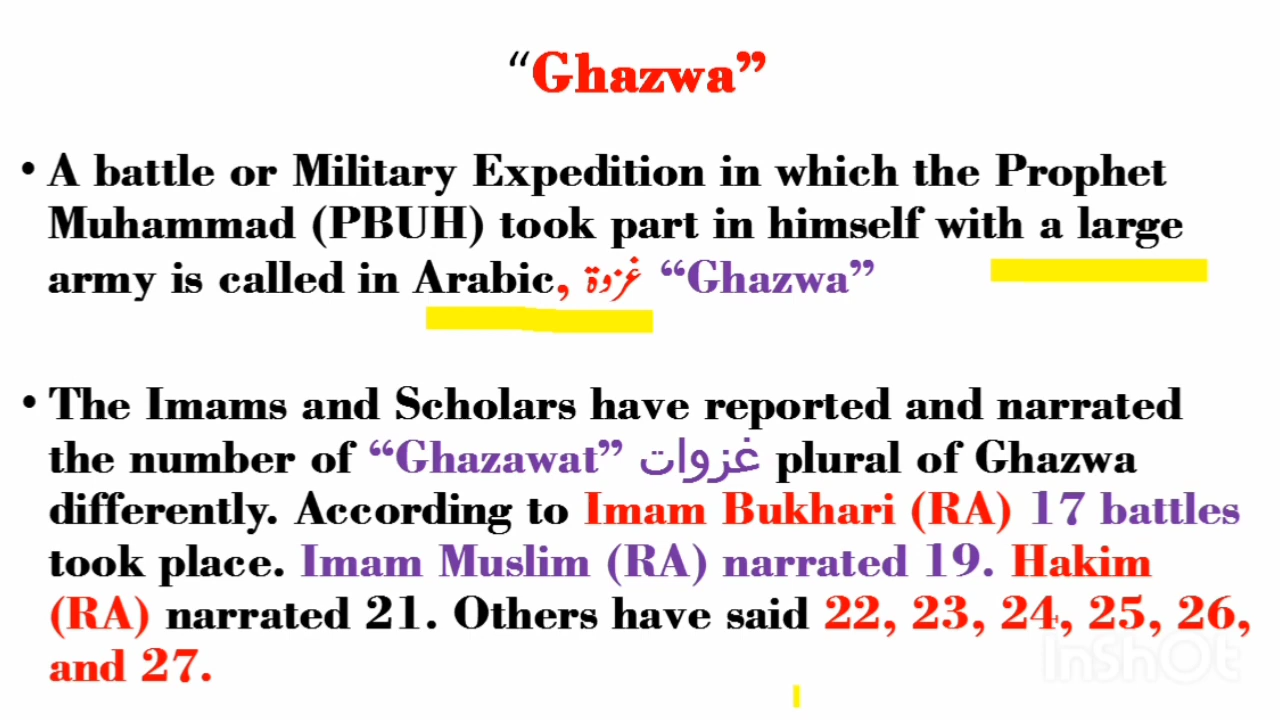 “Ghazwa”
• A battle or Military Expedition in which the Prophet
Muhammad (PBUH) took part in himself with a large
army is called in Arabic, غزوة “Ghazwa”
• The Imams and Scholars have reported and narrated
the number of “Ghazawat” غزوات plural of Ghazwa
differently. According to Imam Bukhari (RA) 17 battles
took place. Imam Muslim (RA) narrated 19. Hakim
(RA) narrated 21. Others have said 22, 23, 24, 25, 26,
and 27.
InShOt